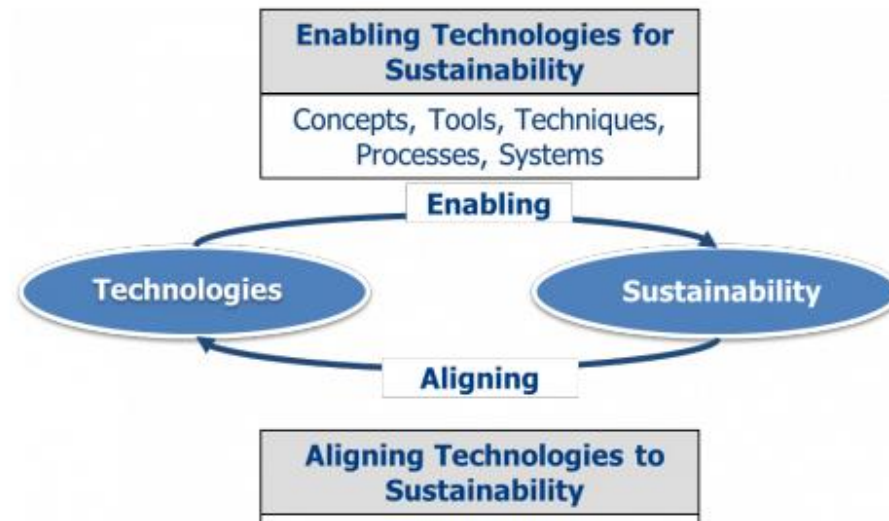 Enabling Technologies for
Sustainability
Concepts, Tools, Techniques,
Processes, Systems
Enabling
Technologies
Sustainability
Aligning
Aligning Technologies to
Sustainability